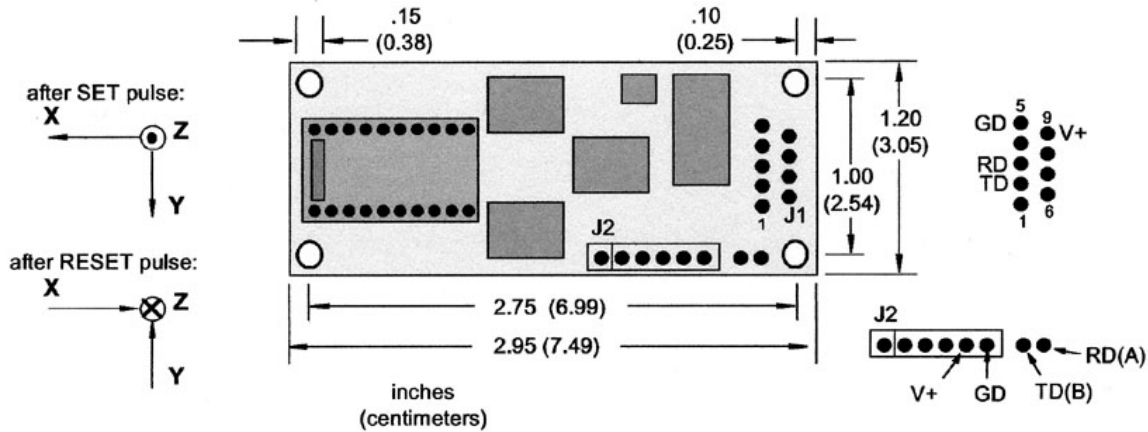 .15
(0.38)
.10
(0.25)
after SET pulse:
X
Z
Y
after RESET pulse:
X
Z
Y
1.20
(3.05)
1.00
(2.54)
J2
1
J1
5
GD
9
V+
RD
TD
1
6
2.75 (6.99)
2.95 (7.49)
inches
(centimeters)
J2
V+
GD
TD(B)
RD(A)